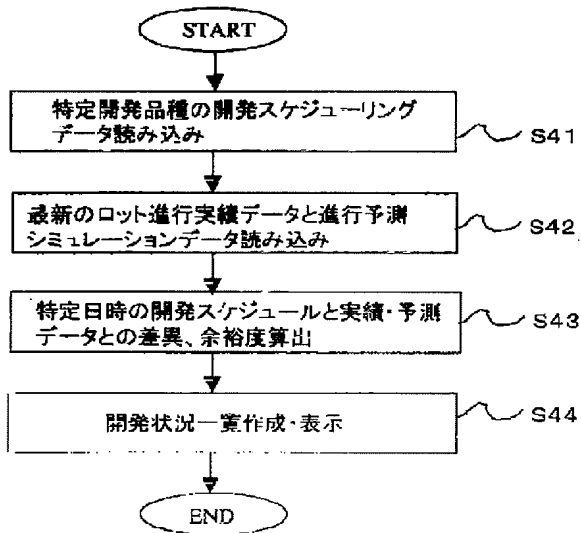 START
特定開発品種の開発スケジューリング
データ読み込み
S41
最新のロット進行実績データと進行予測
シミュレーションデータ読み込み
S42
特定日時の開発スケジュールと実績・予測
データとの差異、余裕度算出
S43
開発状況一覧作成・表示
S44
END